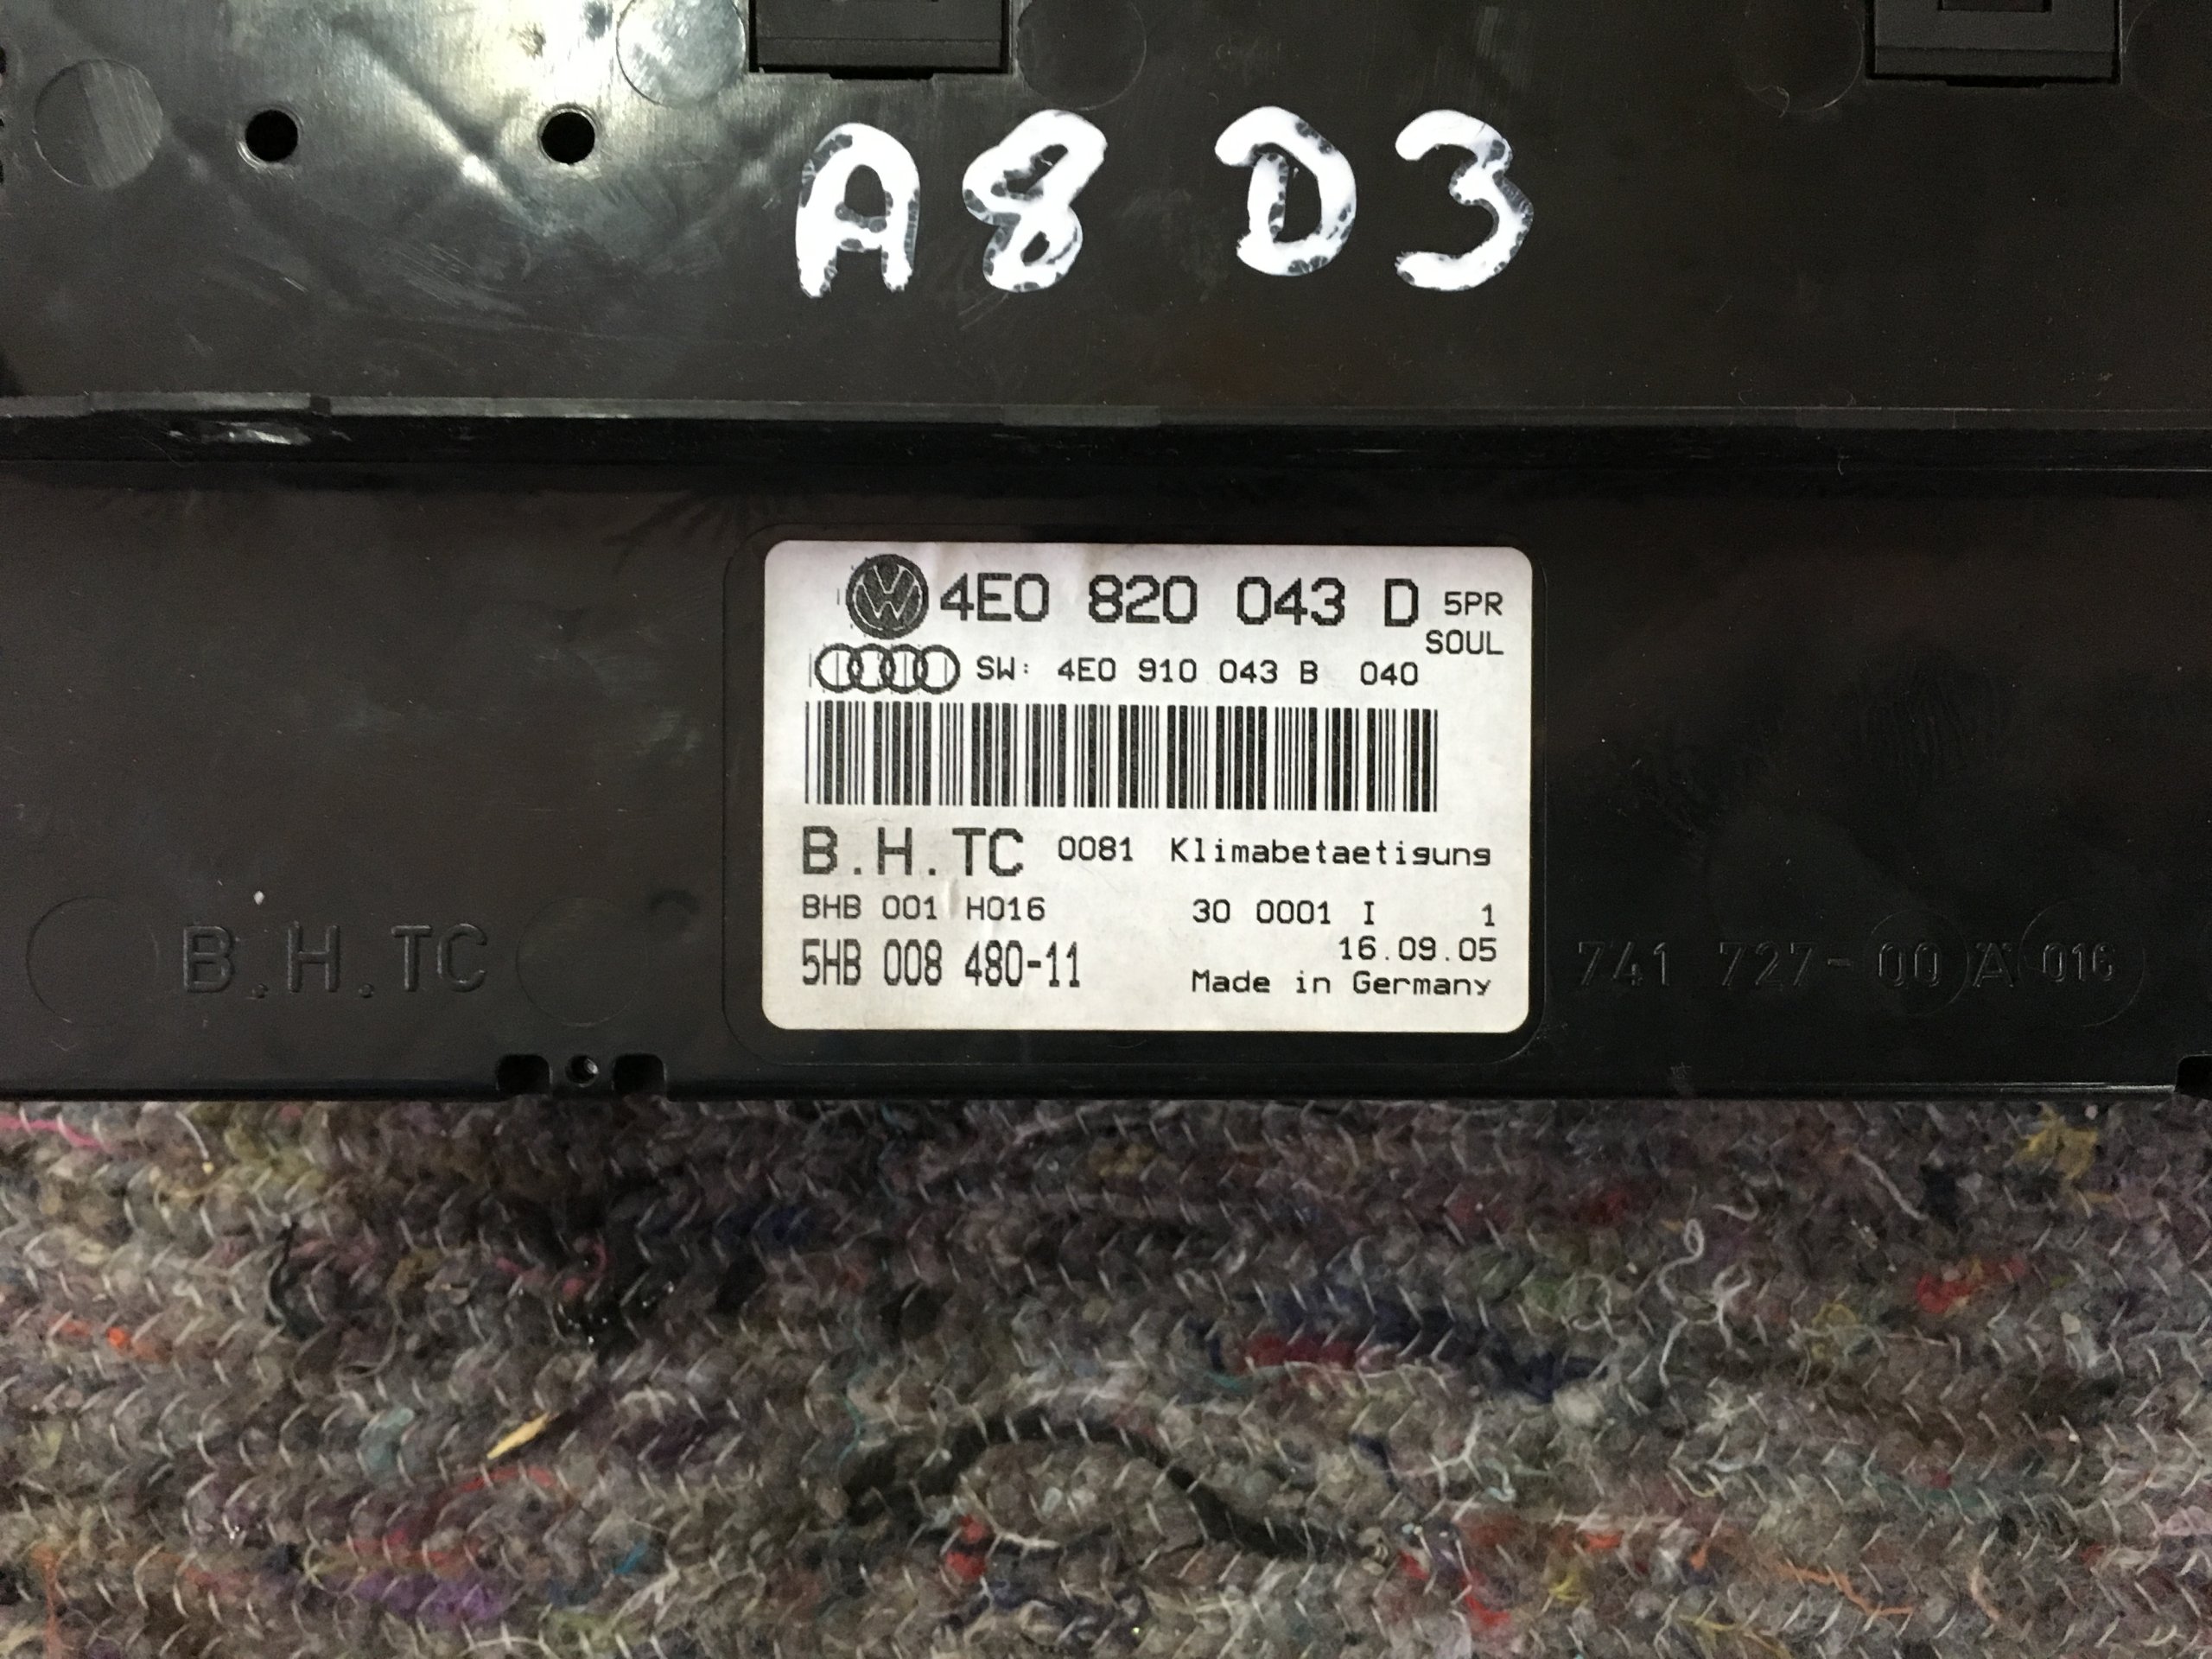 A8 D3
4E0 820 043 D 5PR
SOUL
SW: 4E0 910 043 B 040
B.H.TC 0081 Klimabetaetigung
BHB 001 H016 30 0001 I 1
16.09.05
5HB 008 480-11
Made in Germany
B.H.TC
741 727-00 A 016